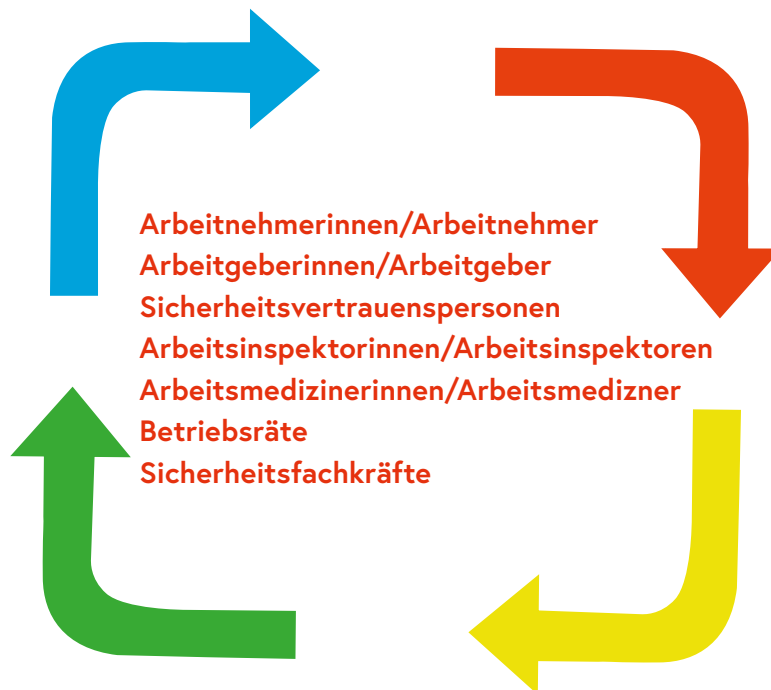 Arbeitnehmerinnen/Arbeitnehmer
Arbeitgeberinnen/Arbeitgeber
Sicherheitsvertrauenspersonen
Arbeitsinspektorinnen/Arbeitsinspektoren
Arbeitsmedizinerinnen/Arbeitsmedizner
Betriebsräte
Sicherheitsfachkräfte